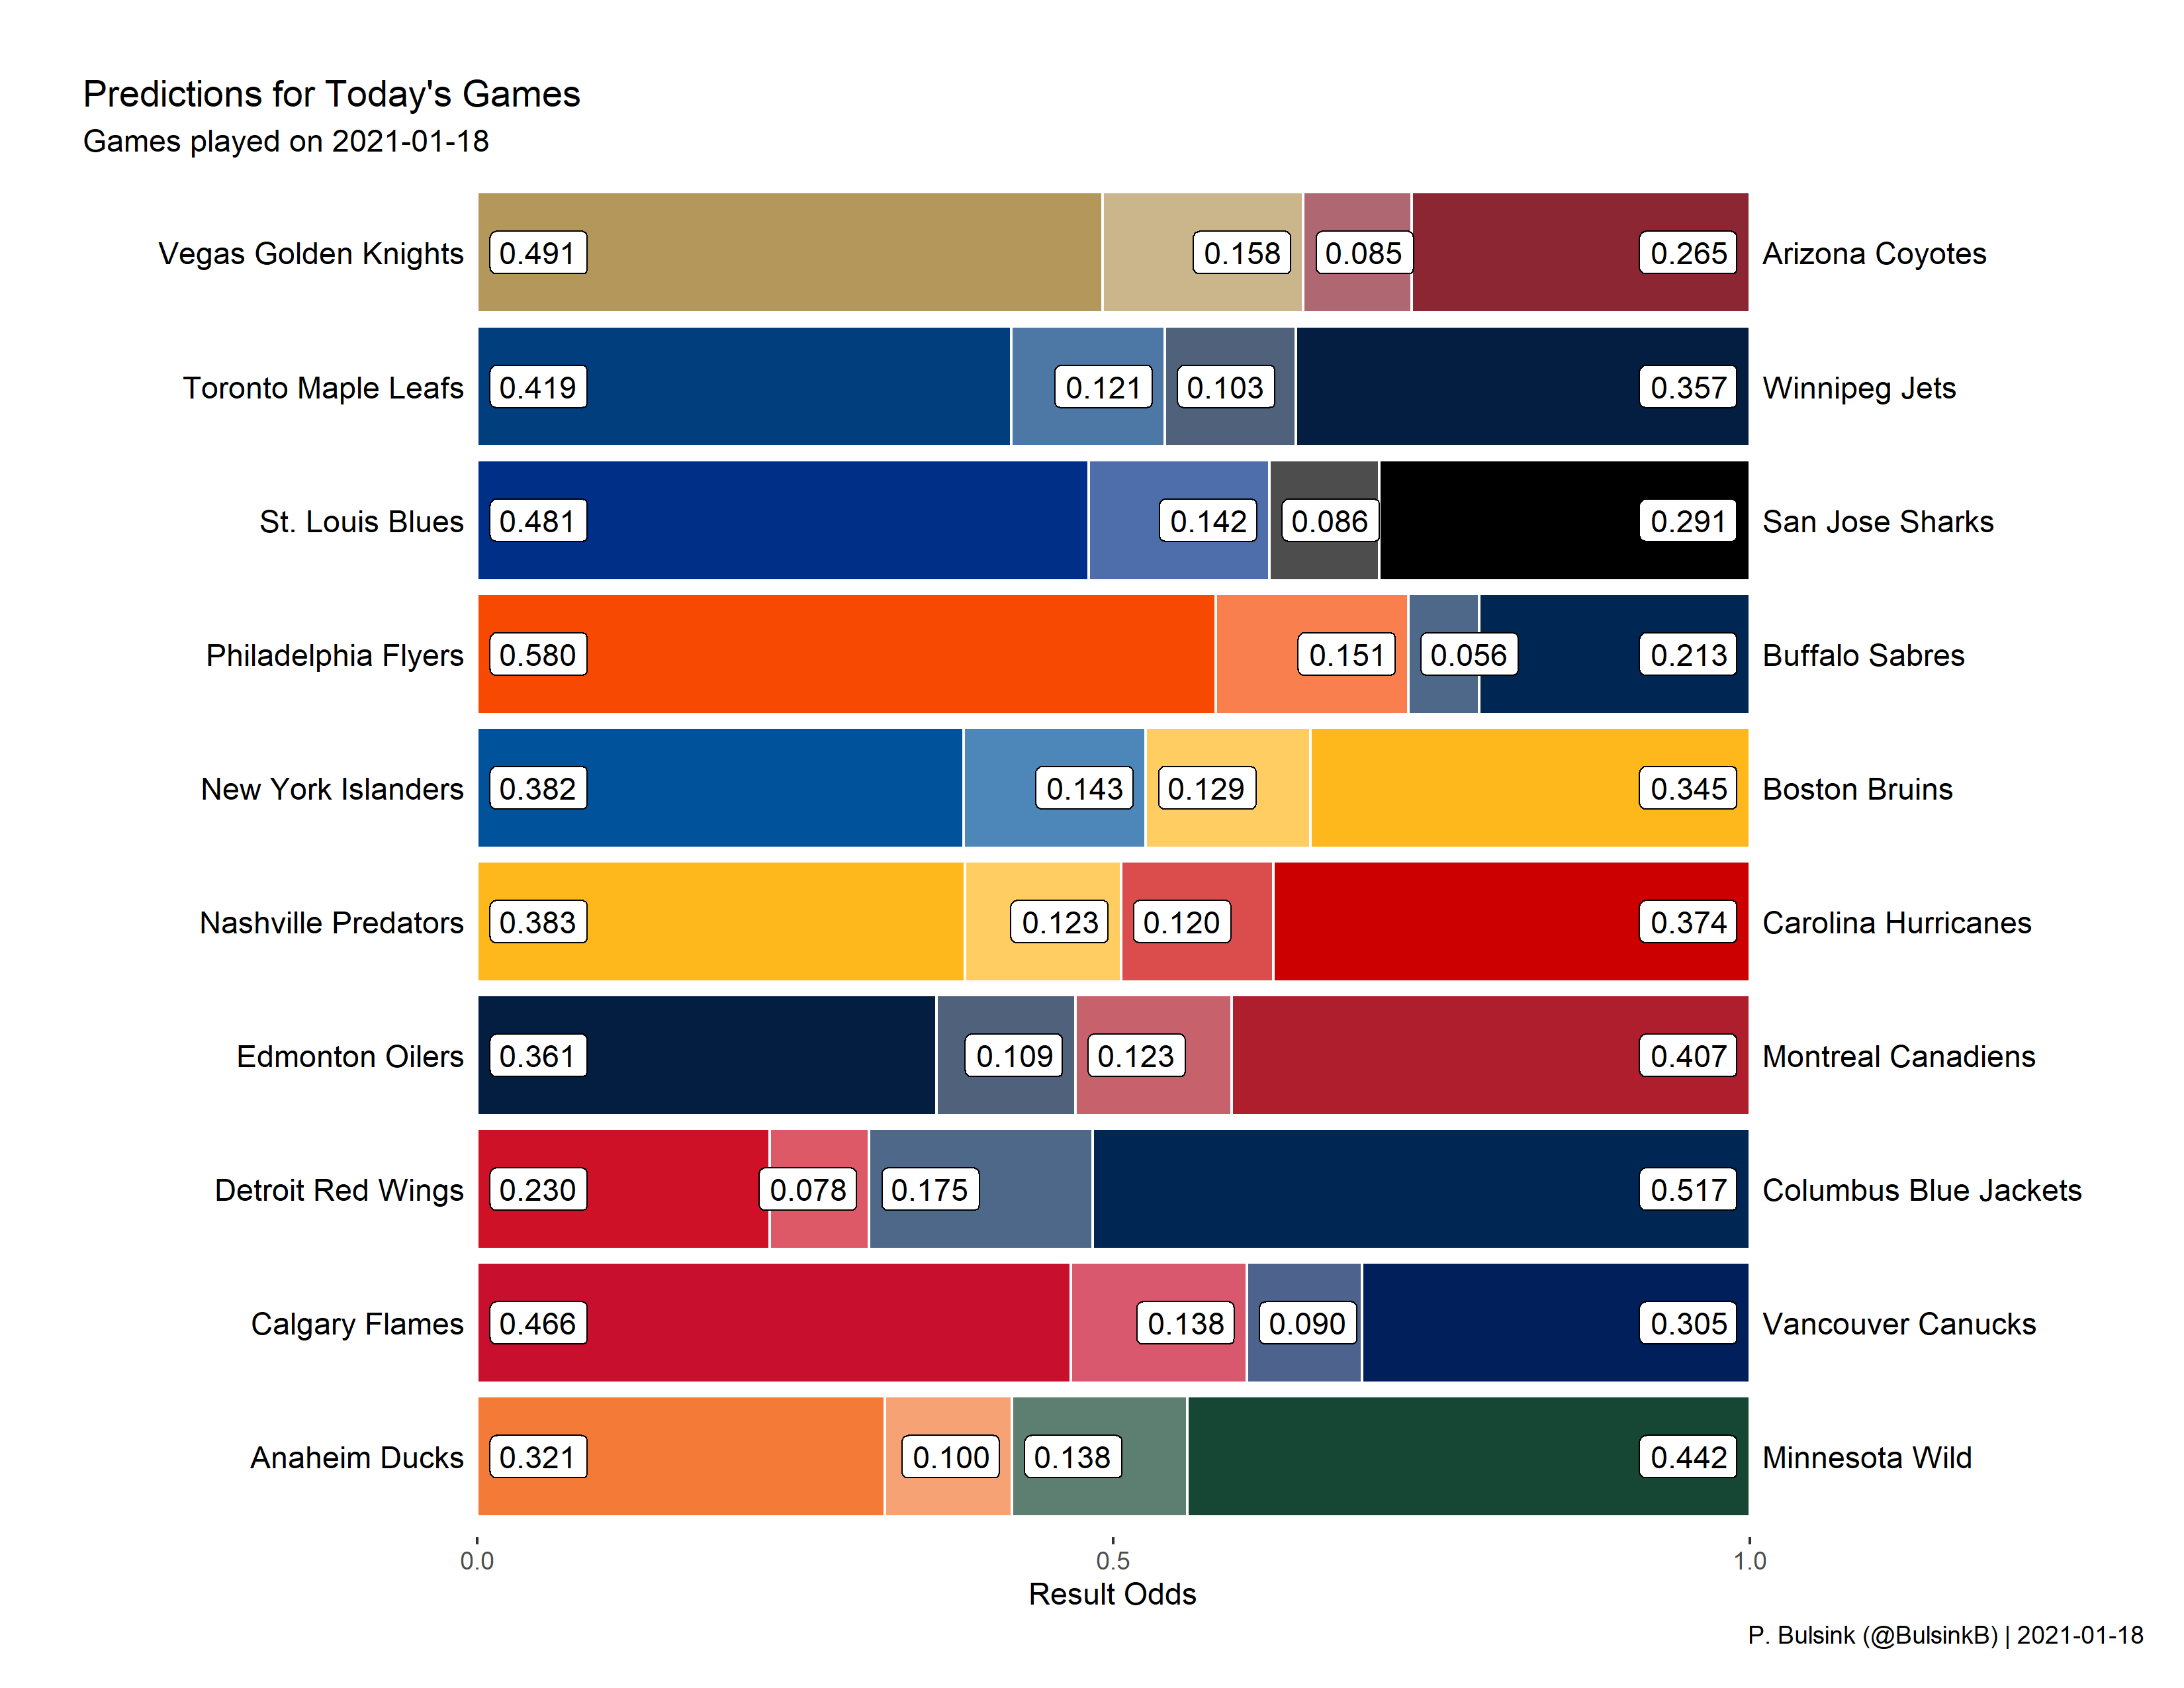 Predictions for Today's Games
Games played on 2021-01-18
Vegas Golden Knights 0.491 0.158 0.085 0.265 Arizona Coyotes
Toronto Maple Leafs 0.419 0.121 0.103 0.357 Winnipeg Jets
St. Louis Blues 0.481 0.142 0.086 0.291 San Jose Sharks
Philadelphia Flyers 0.580 0.151 0.056 0.213 Buffalo Sabres
New York Islanders 0.382 0.143 0.129 0.345 Boston Bruins
Nashville Predators 0.383 0.123 0.120 0.374 Carolina Hurricanes
Edmonton Oilers 0.361 0.109 0.123 0.407 Montreal Canadiens
Detroit Red Wings 0.230 0.078 0.175 0.517 Columbus Blue Jackets
Calgary Flames 0.466 0.138 0.090 0.305 Vancouver Canucks
Anaheim Ducks 0.321 0.100 0.138 0.442 Minnesota Wild
0.0 0.5 1.0
Result Odds
P. Bulsink (@BulsinkB) | 2021-01-18